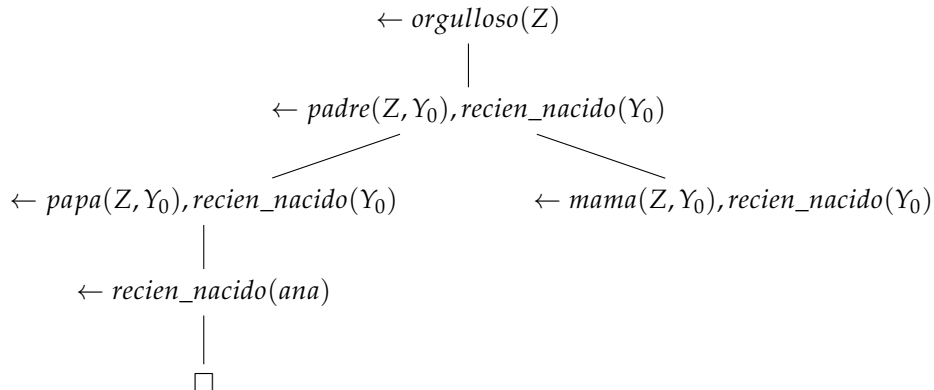 ← orgulloso(Z)
← padre(Z, Y₀), recien_nacido(Y₀)
← papa(Z, Y₀), recien_nacido(Y₀)
← mama(Z, Y₀), recien_nacido(Y₀)
← recien_nacido(ana)
□